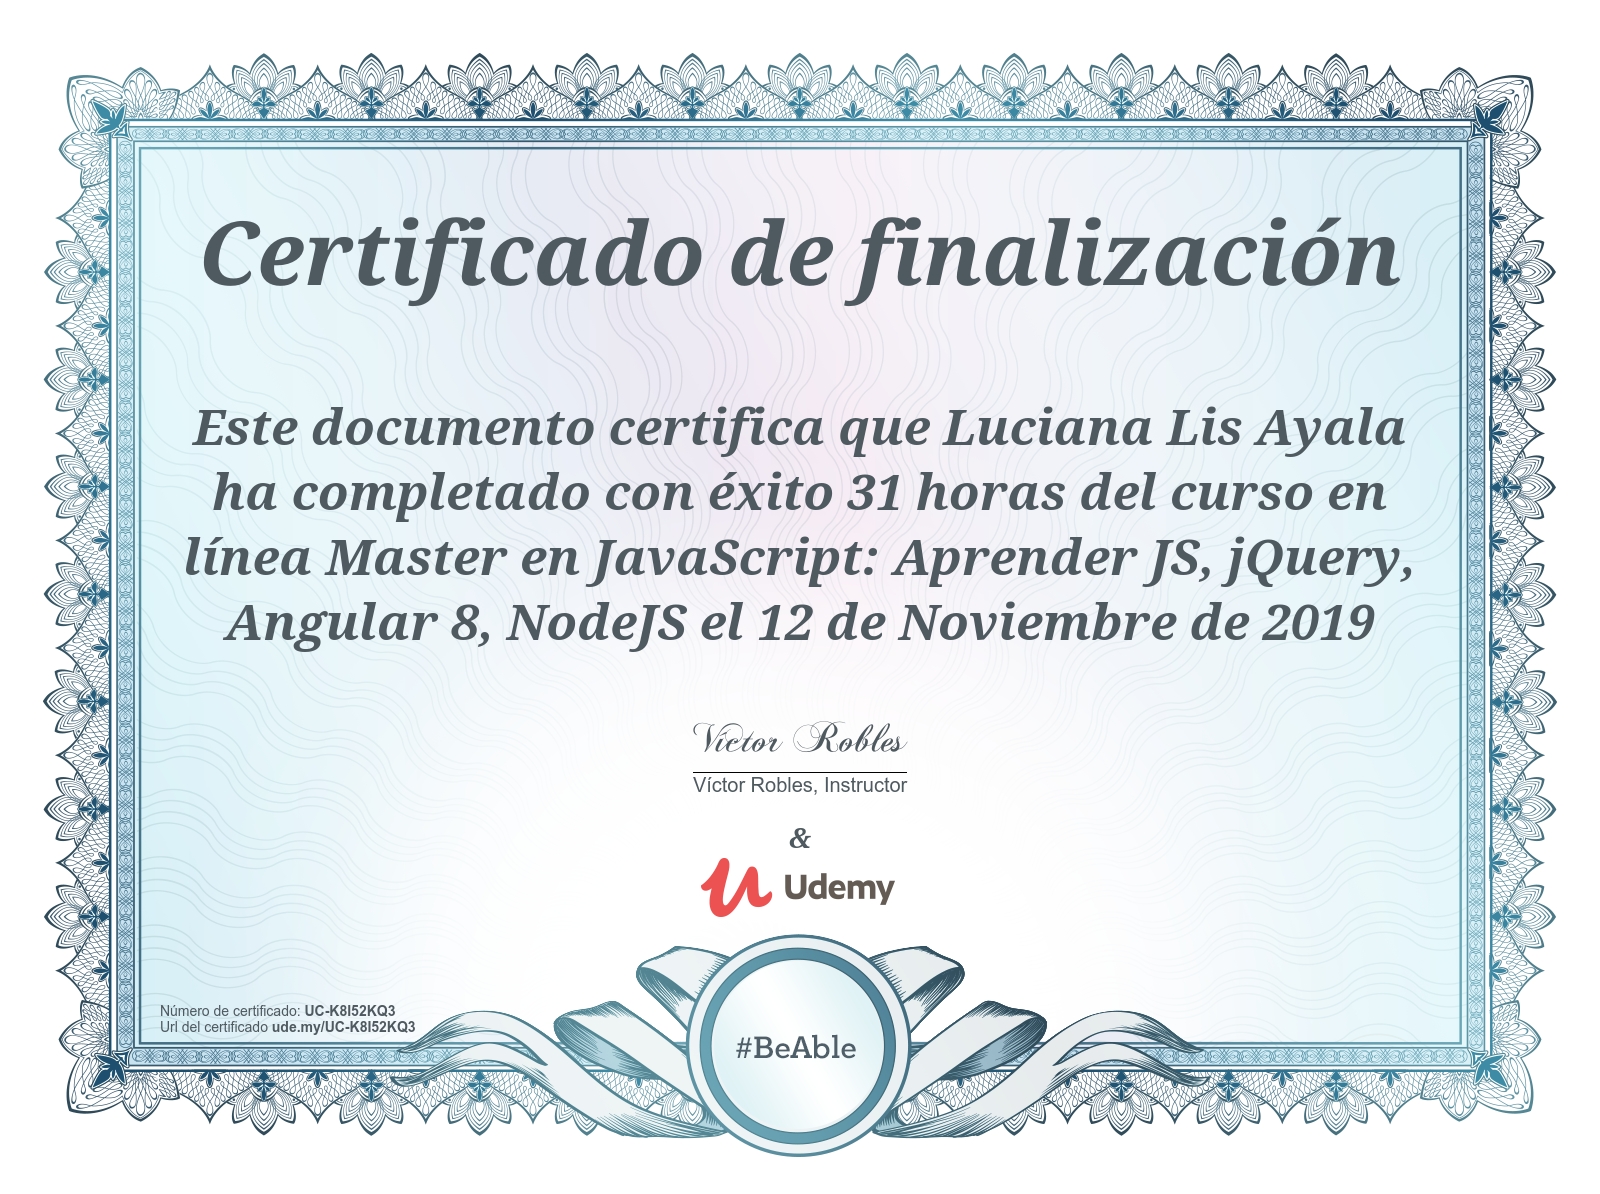 Certificado de finalización
Este documento certifica que Luciana Lis Ayala
ha completado con éxito 31 horas del curso en
línea Master en JavaScript: Aprender JS, jQuery,
Angular 8, NodeJS el 12 de Noviembre de 2019
Víctor Robles
Víctor Robles, Instructor
&
Udemy
Número de certificado: UC-K8I52KQ3
Url del certificado ude.my/UC-K8I52KQ3
#BeAble